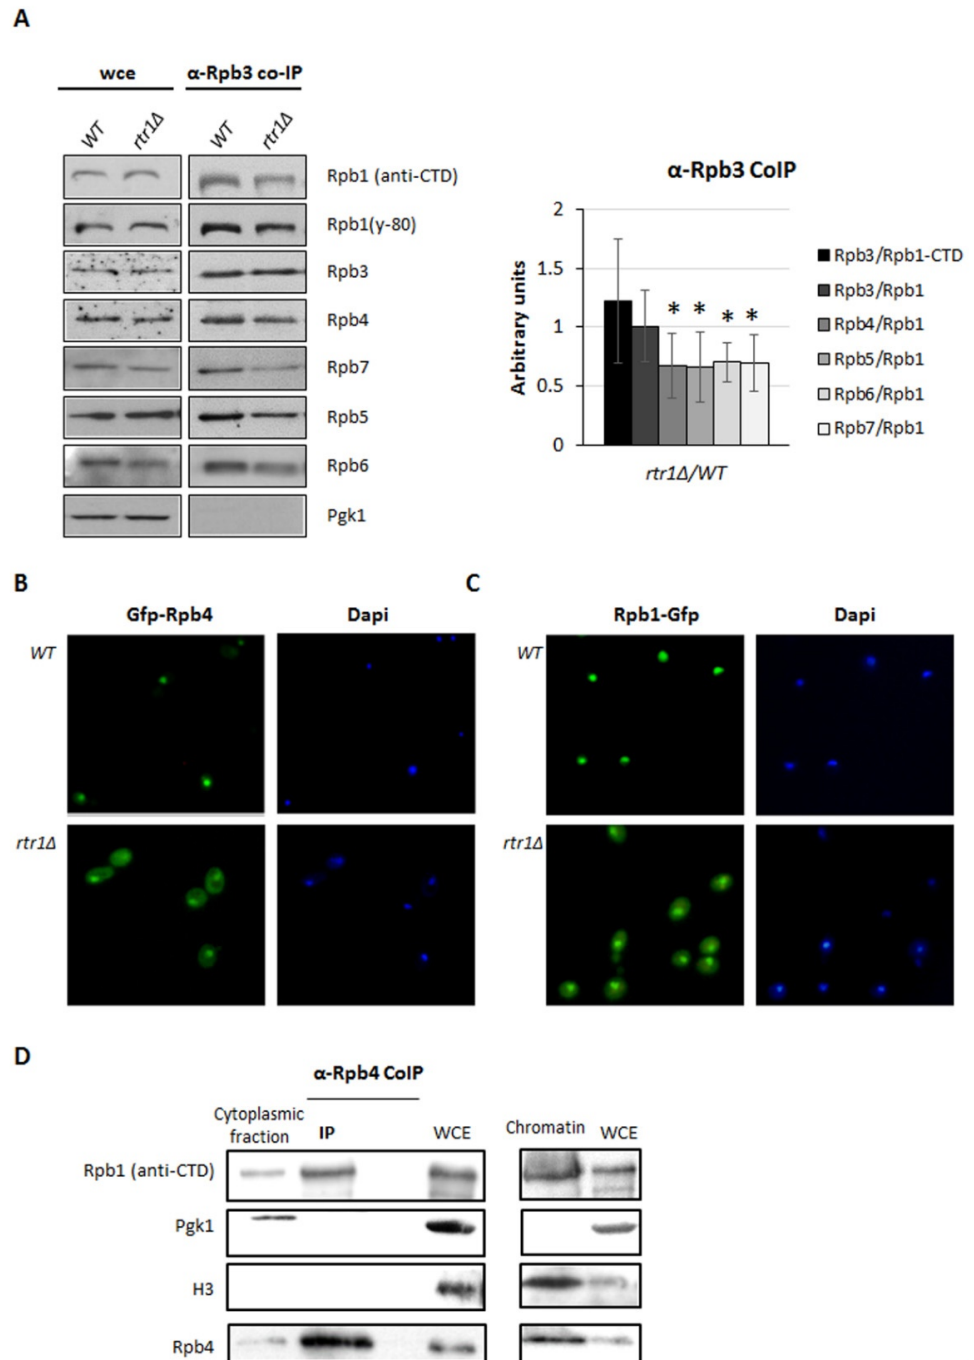 A
wce
α-Rpb3 co-IP
WT
rtr1Δ
WT
rtr1Δ
Rpb1 (anti-CTD)
Rpb1(y-80)
Rpb3
Rpb4
Rpb7
Rpb5
Rpb6
Pgk1
α-Rpb3 CoIP
2
1.5
1
0.5
0
Arbitrary units
* * * *
rtr1Δ/WT
Rpb3/Rpb1-CTD
Rpb3/Rpb1
Rpb4/Rpb1
Rpb5/Rpb1
Rpb6/Rpb1
Rpb7/Rpb1
B
Gfp-Rpb4
Dapi
WT
rtr1Δ
C
Rpb1-Gfp
Dapi
WT
rtr1Δ
D
α-Rpb4 CoIP
Cytoplasmic
fraction
IP
WCE
Chromatin
WCE
Rpb1 (anti-CTD)
Pgk1
H3
Rpb4